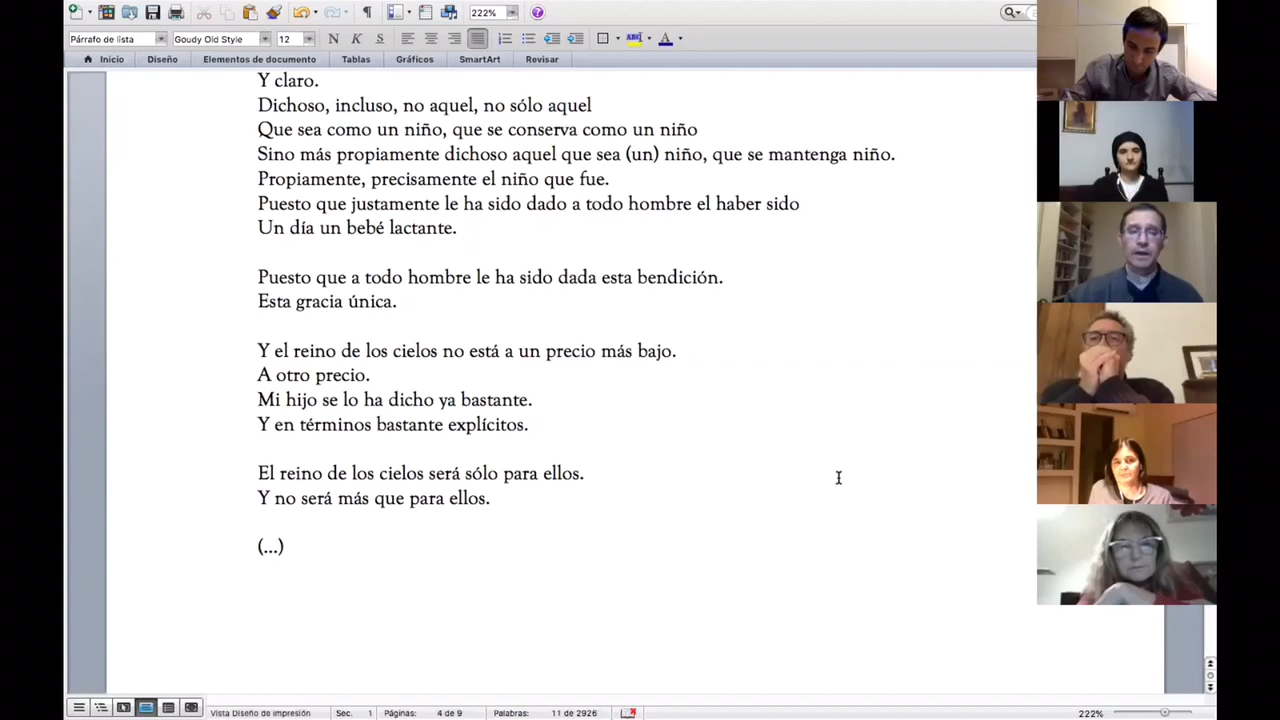 222%
Párrafo de lista
Goudy Old Style
12
N K S
ABC A
Inicio Diseño Elementos de documento Tablas Gráficos SmartArt Revisar
Y claro.
Dichoso, incluso, no aquel, no sólo aquel
Que sea como un niño, que se conserva como un niño
Sino más propiamente dichoso aquel que sea (un) niño, que se mantenga niño.
Propiamente, precisamente el niño que fue.
Puesto que justamente le ha sido dado a todo hombre el haber sido
Un día un bebé lactante.
Puesto que a todo hombre le ha sido dada esta bendición.
Esta gracia única.
Y el reino de los cielos no está a un precio más bajo.
A otro precio.
Mi hijo se lo ha dicho ya bastante.
Y en términos bastante explícitos.
El reino de los cielos será sólo para ellos.
Y no será más que para ellos.
(...)
Vista Diseño de impresión Sec. 1 Páginas: 4 de 9 Palabras: 11 de 2926 222%